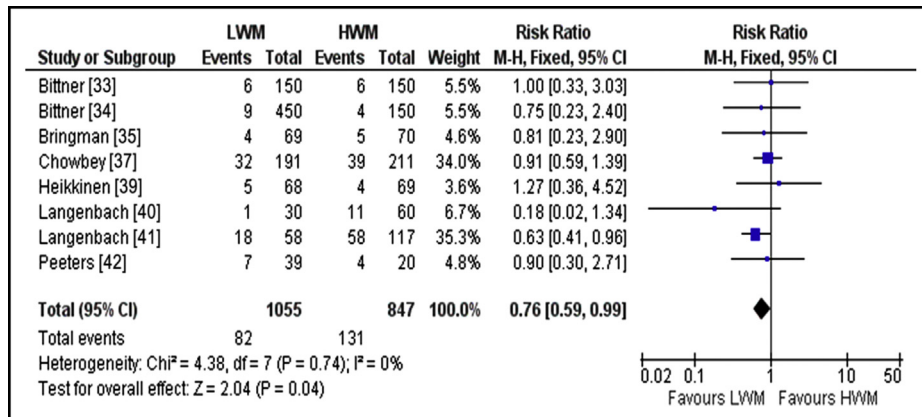 LWM HWM Risk Ratio Risk Ratio
Study or Subgroup Events Total Events Total Weight M-H, Fixed, 95% CI M-H, Fixed, 95% CI
Bittner [33] 6 150 6 150 5.5% 1.00 [0.33, 3.03]
Bittner [34] 9 450 4 150 5.5% 0.75 [0.23, 2.40]
Bringman [35] 4 69 5 70 4.6% 0.81 [0.23, 2.90]
Chowbey [37] 32 191 39 211 34.0% 0.91 [0.59, 1.39]
Heikkinen [39] 5 68 4 69 3.6% 1.27 [0.36, 4.52]
Langenbach [40] 1 30 11 60 6.7% 0.18 [0.02, 1.34]
Langenbach [41] 18 58 58 117 35.3% 0.63 [0.41, 0.96]
Peeters [42] 7 39 4 20 4.8% 0.90 [0.30, 2.71]
Total (95% CI) 1055 847 100.0% 0.76 [0.59, 0.99]
Total events 82 131
Heterogeneity: Chi² = 4.38, df = 7 (P = 0.74); I² = 0%
Test for overall effect: Z = 2.04 (P = 0.04)
0.02 0.1 1 10 50
Favours LWM Favours HWM